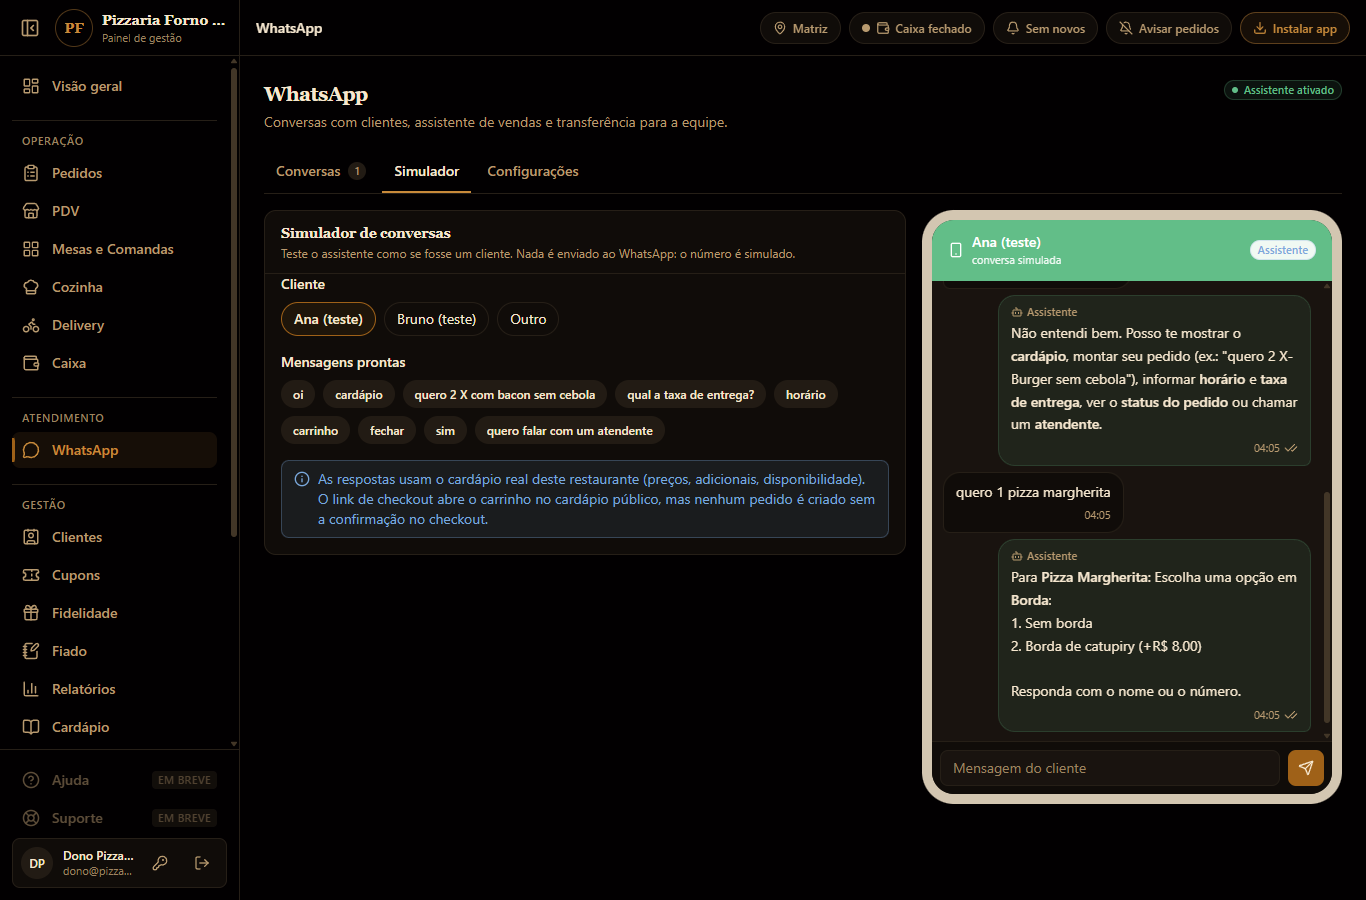 PF
Pizzaria Forno ...
Painel de gestão
WhatsApp
Matriz
Caixa fechado
Sem novos
Avisar pedidos
Instalar app
Visão geral
OPERAÇÃO
Pedidos
PDV
Mesas e Comandas
Cozinha
Delivery
Caixa
ATENDIMENTO
WhatsApp
GESTÃO
Clientes
Cupons
Fidelidade
Fiado
Relatórios
Cardápio
Ajuda
EM BREVE
Suporte
EM BREVE
DP
Dono Pizza...
dono@pizza...
WhatsApp
Assistente ativado
Conversas com clientes, assistente de vendas e transferência para a equipe.
Conversas 1
Simulador
Configurações
Simulador de conversas
Teste o assistente como se fosse um cliente. Nada é enviado ao WhatsApp: o número é simulado.
Cliente
Ana (teste)
Bruno (teste)
Outro
Mensagens prontas
oi
cardápio
quero 2 X com bacon sem cebola
qual a taxa de entrega?
horário
carrinho
fechar
sim
quero falar com um atendente
As respostas usam o cardápio real deste restaurante (preços, adicionais, disponibilidade).
O link de checkout abre o carrinho no cardápio público, mas nenhum pedido é criado sem
a confirmação no checkout.
Ana (teste)
conversa simulada
Assistente
Assistente
Não entendi bem. Posso te mostrar o
cardápio, montar seu pedido (ex.: "quero 2 X-
Burger sem cebola"), informar horário e taxa
de entrega, ver o status do pedido ou chamar
um atendente.
04:05
quero 1 pizza margherita
04:05
Assistente
Para Pizza Margherita: Escolha uma opção em
Borda:
1. Sem borda
2. Borda de catupiry (+R$ 8,00)
Responda com o nome ou o número.
04:05
Mensagem do cliente